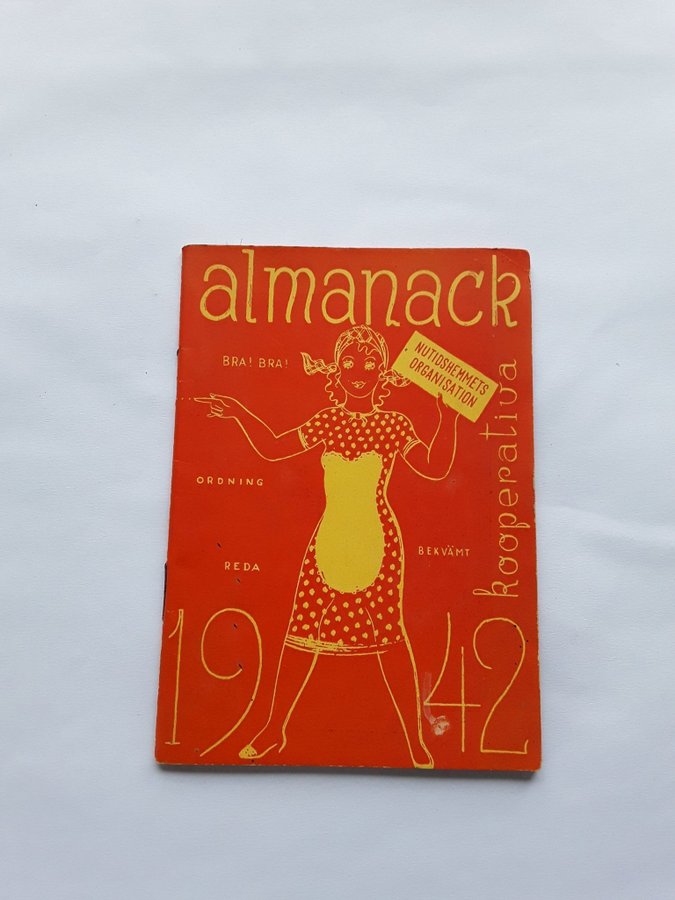 almanack
BRA! BRA!
NUTIDSHEMMETS
ORGANISATION
kooperativa
ORDNING
BEKVÄMT
REDA
1942